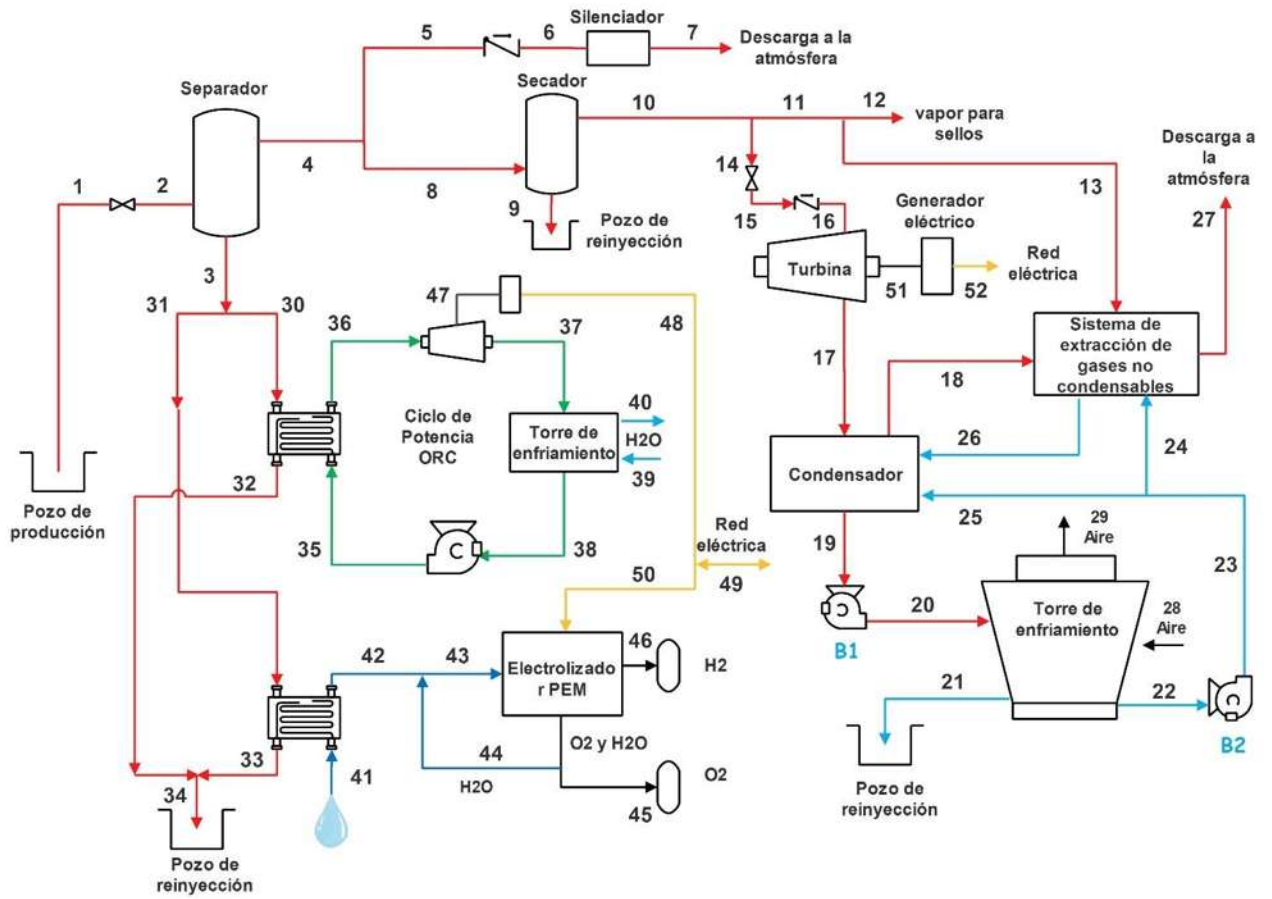 Silenciador
5
6
7
Descarga a la
atmósfera
Separador
Secador
10
11
12
vapor para
sellos
Descarga a
la
atmósfera
4
8
14
13
1
2
9
Pozo de
reinyección
15
16
Generador
eléctrico
27
3
Turbina
51
52
Red
eléctrica
31
30
36
47
37
48
17
18
Sistema de
extracción de
gases no
condensables
Ciclo de
Potencia
ORC
40
H2O
39
Torre de
enfriamiento
26
24
Condensador
32
25
Pozo de
producción
35
C
38
Red
eléctrica
49
19
29
Aire
23
50
C
B1
20
Torre de
enfriamiento
28
Aire
42
43
Electrolizado
r PEM
46
H2
21
22
C
B2
33
41
44
H2O
O2 y H2O
O2
45
34
Pozo de
reinyección
Pozo de
reinyección